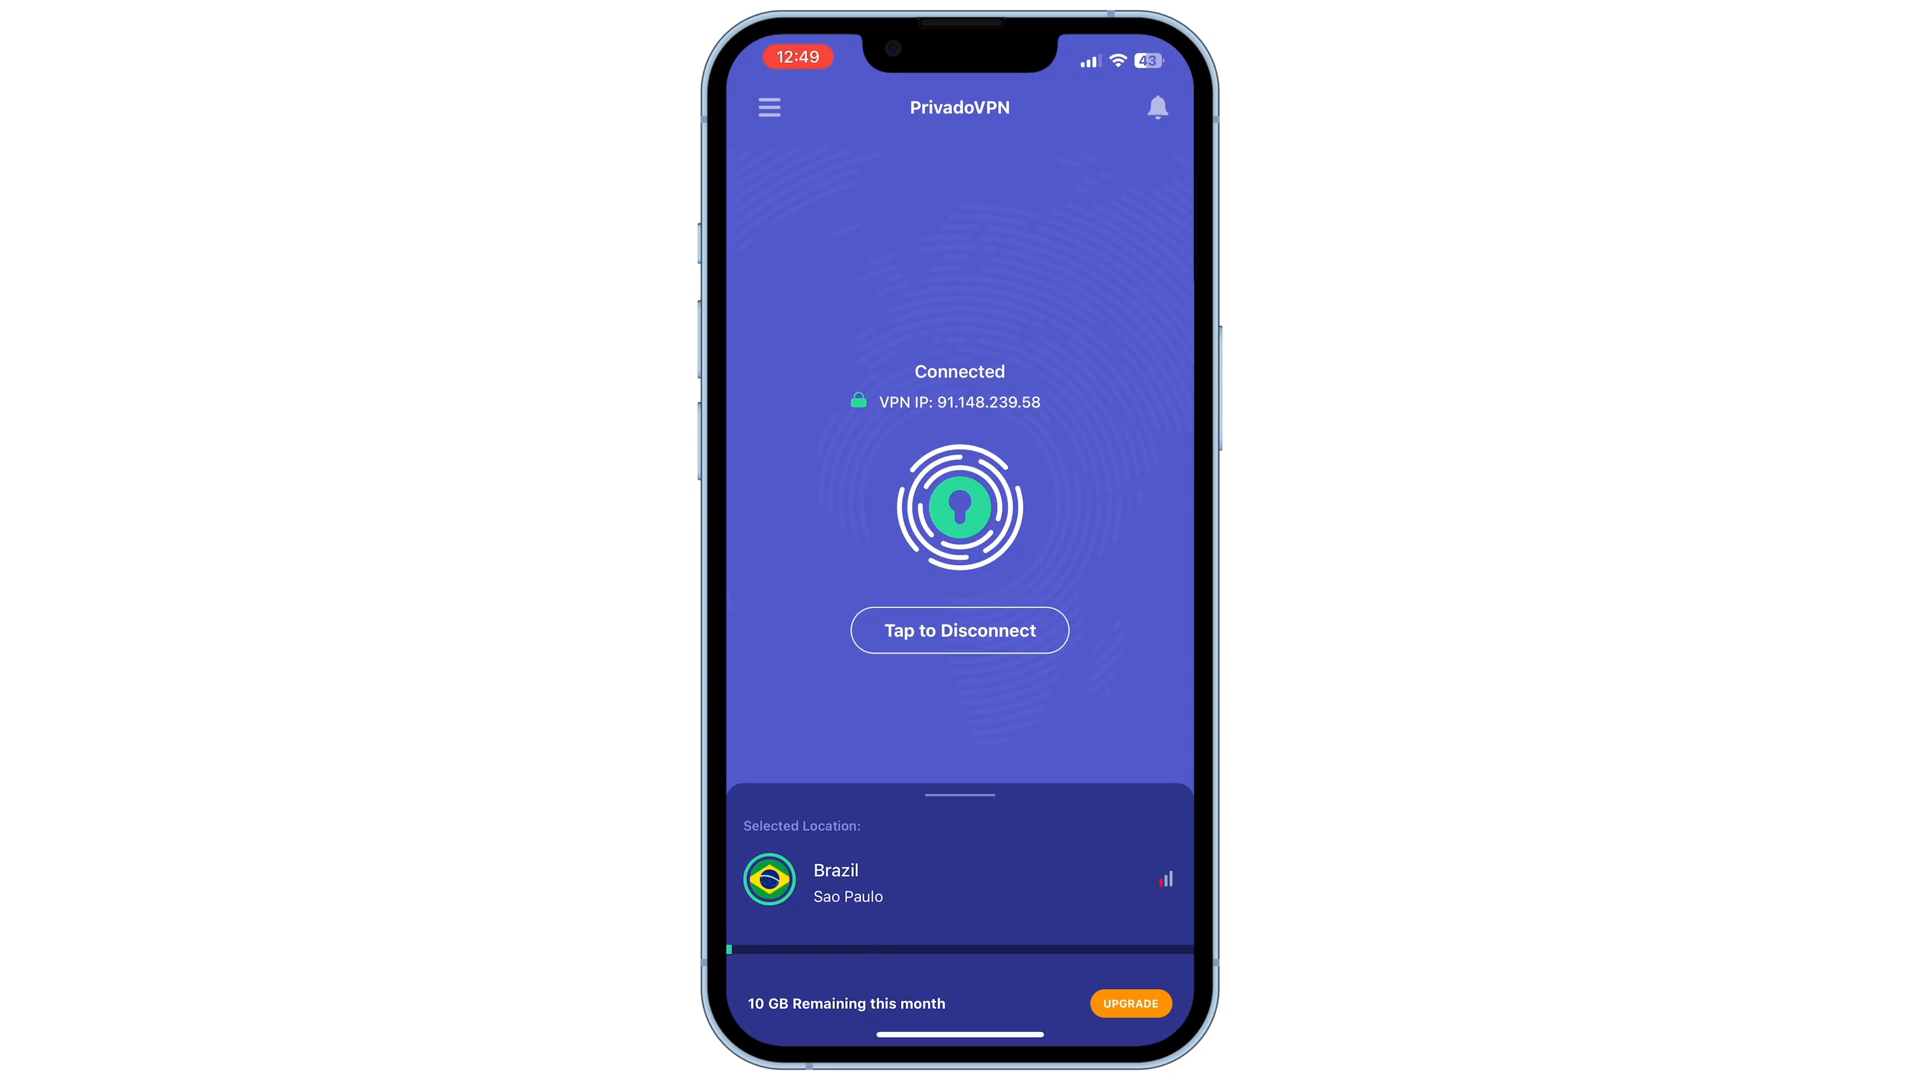 12:49
43
PrivadoVPN
Connected
VPN IP: 91.148.239.58
Tap to Disconnect
Selected Location:
Brazil
Sao Paulo
10 GB Remaining this month
UPGRADE